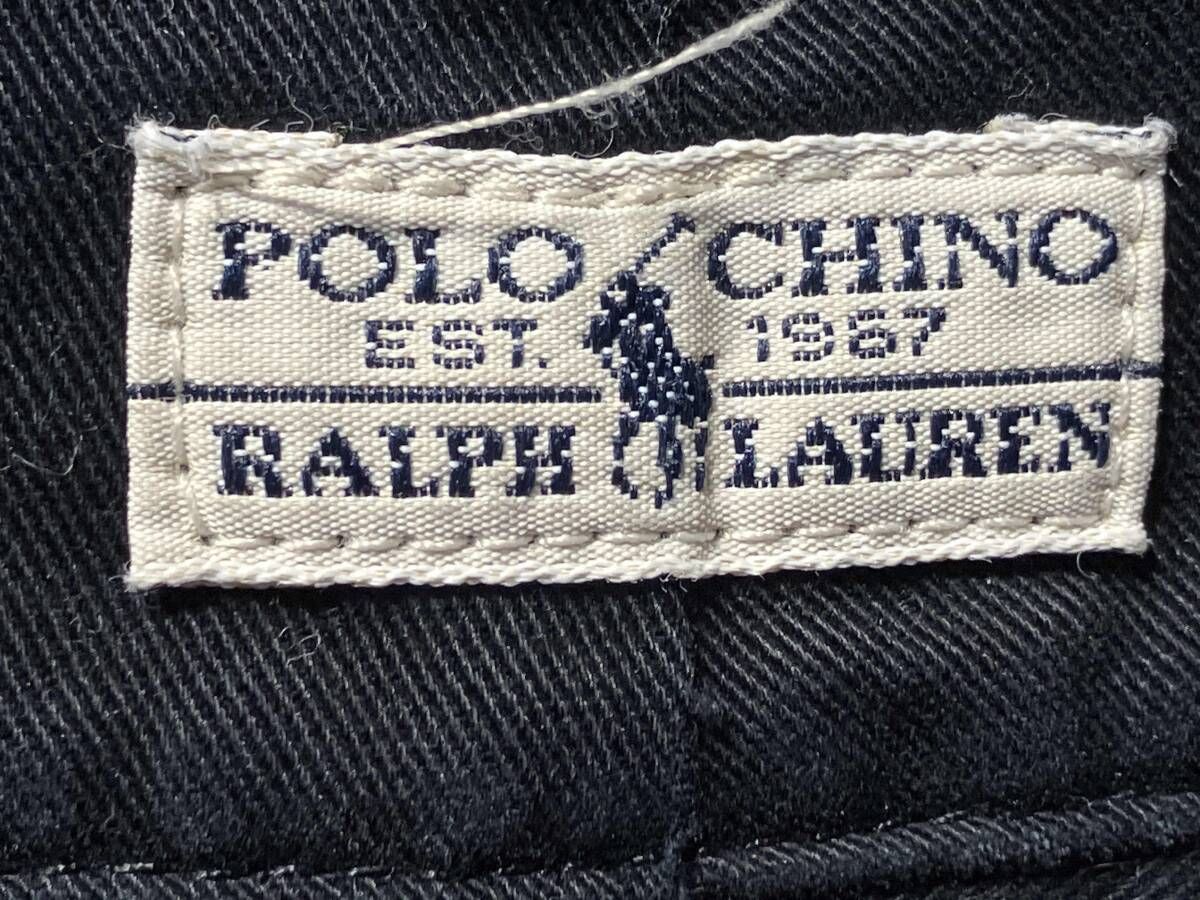 POLO CHINO
EST. 1967
RALPH LAUREN